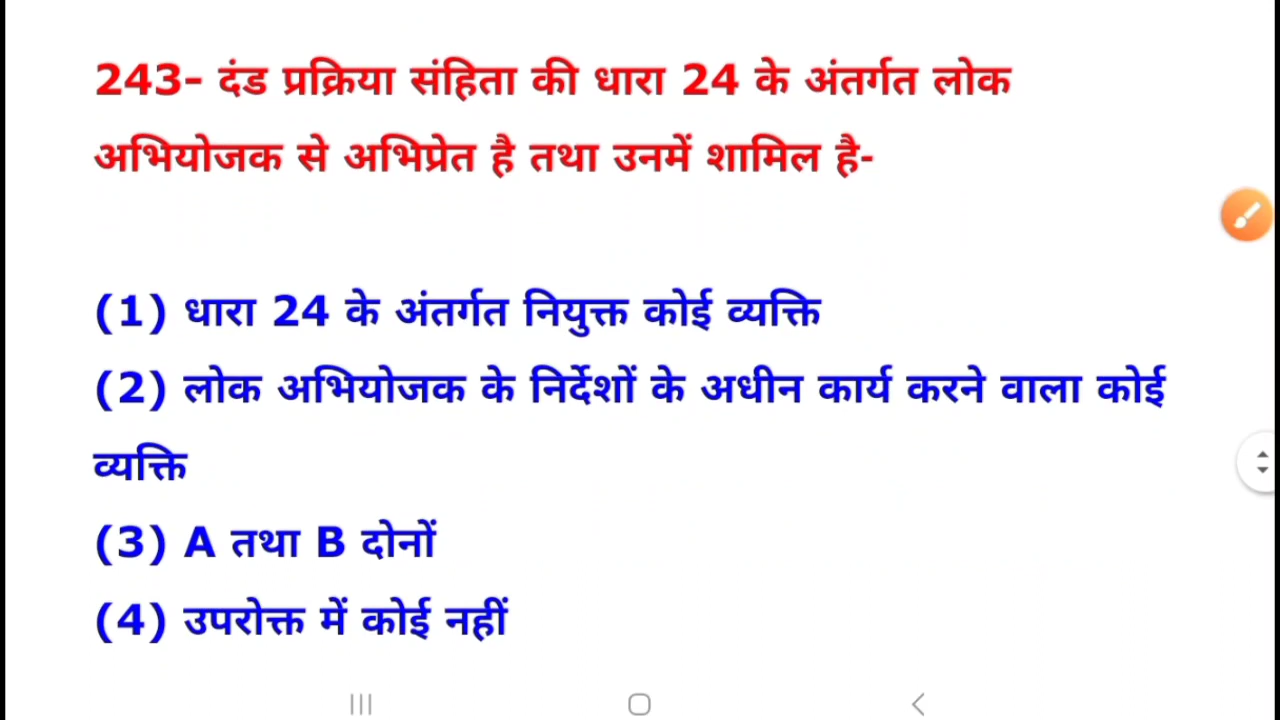 243- दंड प्रक्रिया संहिता की धारा 24 के अंतर्गत लोक
अभियोजक से अभिप्रेत है तथा उनमें शामिल है-
(1) धारा 24 के अंतर्गत नियुक्त कोई व्यक्ति
(2) लोक अभियोजक के निर्देशों के अधीन कार्य करने वाला कोई
व्यक्ति
(3) A तथा B दोनों
(4) उपरोक्त में कोई नहीं